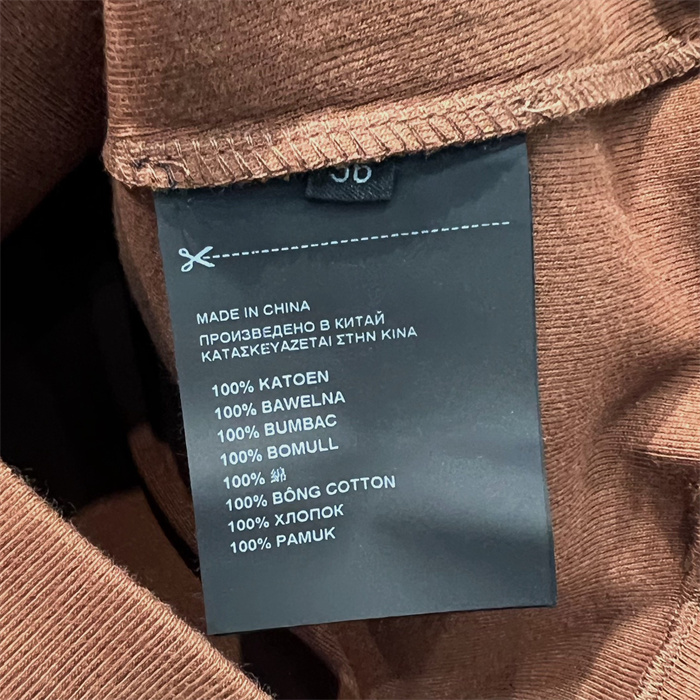 MADE IN CHINA
ПРОИЗВЕДЕНО В КИТАЙ
ΚΑΤΑΣΚΕΥΑΖΕΤΑΙ ΣΤΗΝ ΚΙΝΑ
100% KATOEN
100% BAWELNA
100% BUMBAC
100% BOMULL
100% 綿
100% BÔNG COTTON
100% ХЛОПОК
100% PAMUK